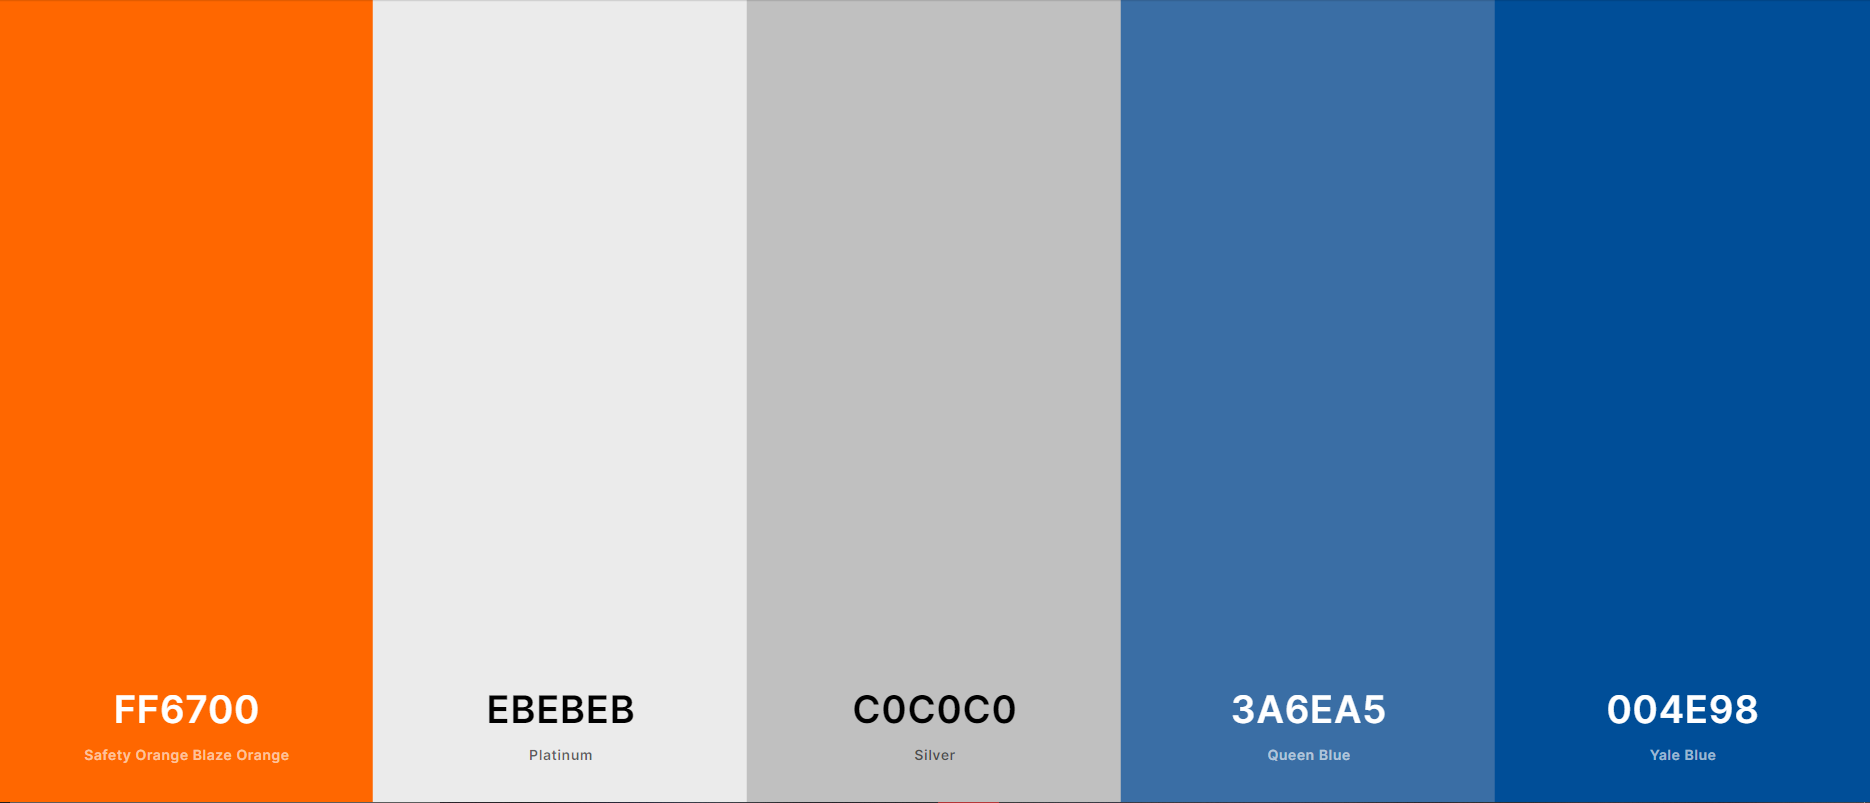 FF6700
Safety Orange Blaze Orange
EBEBEB
Platinum
C0C0C0
Silver
3A6EA5
Queen Blue
004E98
Yale Blue